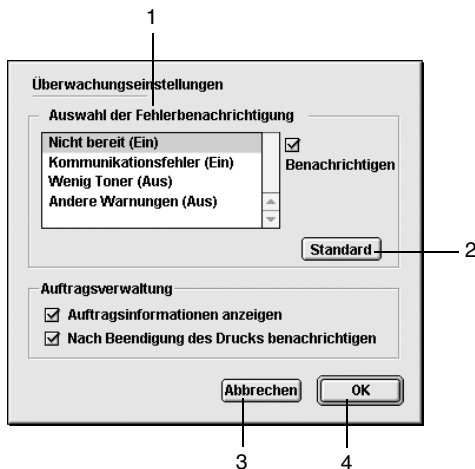 1
Überwachungseinstellungen
Auswahl der Fehlerbenachrichtigung
Nicht bereit (Ein)
Kommunikationsfehler (Ein)
Wenig Toner (Aus)
Andere Warnungen (Aus)
Benachrichtigen
Standard
2
Auftragsverwaltung
Auftragsinformationen anzeigen
Nach Beendigung des Drucks benachrichtigen
Abbrechen
OK
3
4